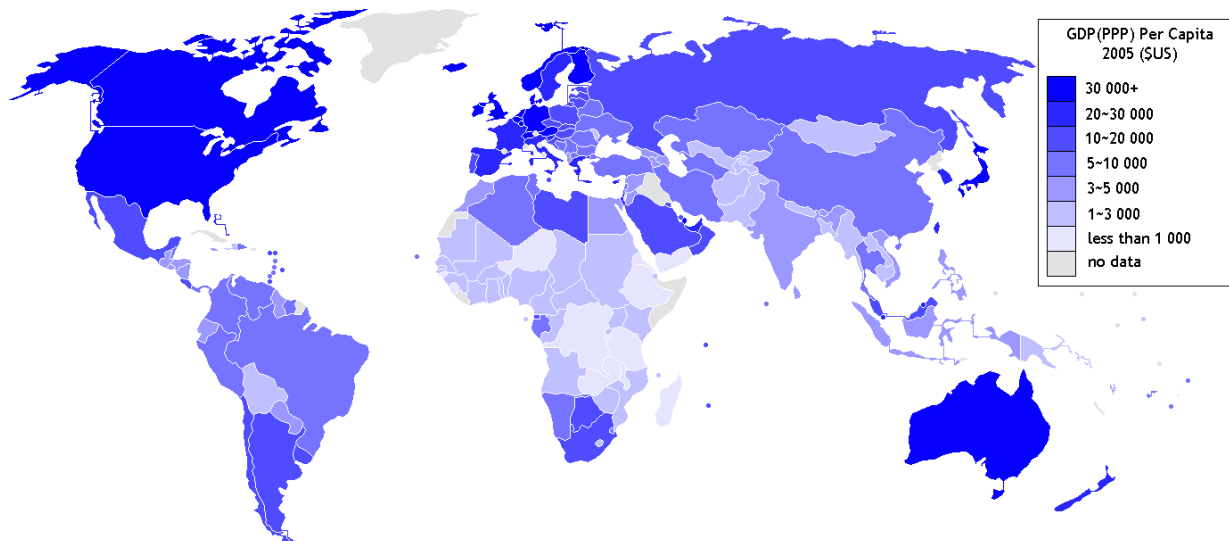 GDP(PPP) Per Capita
2005 ($US)
30 000+
20~30 000
10~20 000
5~10 000
3~5 000
1~3 000
less than 1 000
no data